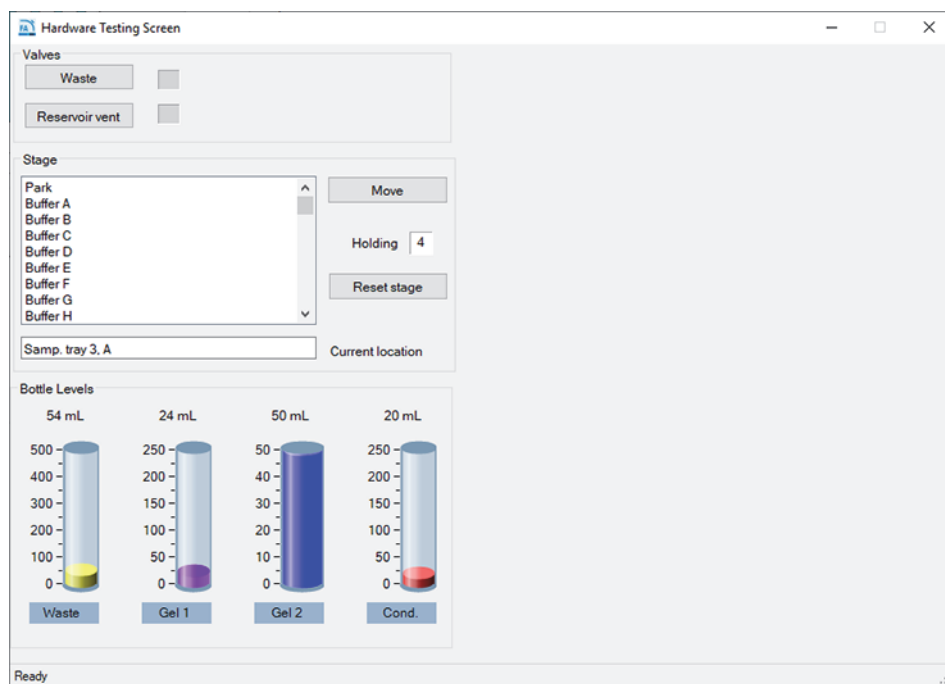 FA
Hardware Testing Screen
Valves
Waste
Reservoir vent
Stage
Park
Buffer A
Buffer B
Buffer C
Buffer D
Buffer E
Buffer F
Buffer G
Buffer H
Move
Holding 4
Reset stage
Samp. tray 3, A
Current location
Bottle Levels
54 mL 24 mL 50 mL 20 mL
500 250 50 250
400 200 40 200
300 150 30 150
200 100 20 100
100 50 10 50
0 0 0 0
Waste Gel 1 Gel 2 Cond.
Ready